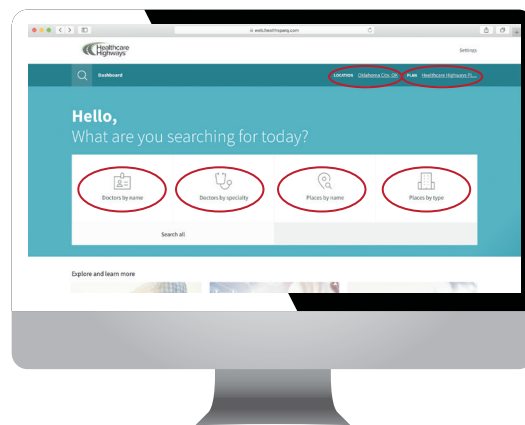 web.healthsparq.com
Healthcare
Highways
Settings
Dashboard
LOCATION Oklahoma City, OK PLAN Healthcare Highways Pl...
Hello,
What are you searching for today?
Doctors by name
Doctors by specialty
Places by name
Places by type
Search all
Explore and learn more